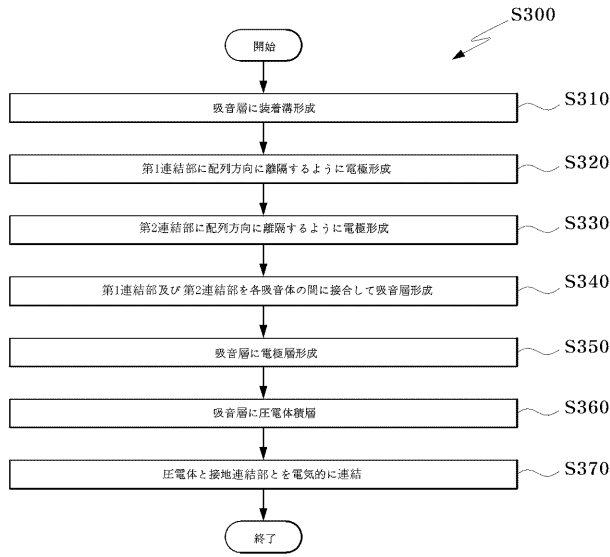 S300
開始
吸音層に装着溝形成 S310
第1連結部に配列方向に離隔するように電極形成 S320
第2連結部に配列方向に離隔するように電極形成 S330
第1連結部及び 第2連結部を各吸音体の間に接合して吸音層形成 S340
吸音層に電極層形成 S350
吸音層に圧電体積層 S360
圧電体と接地連結部とを電気的に連結 S370
終了